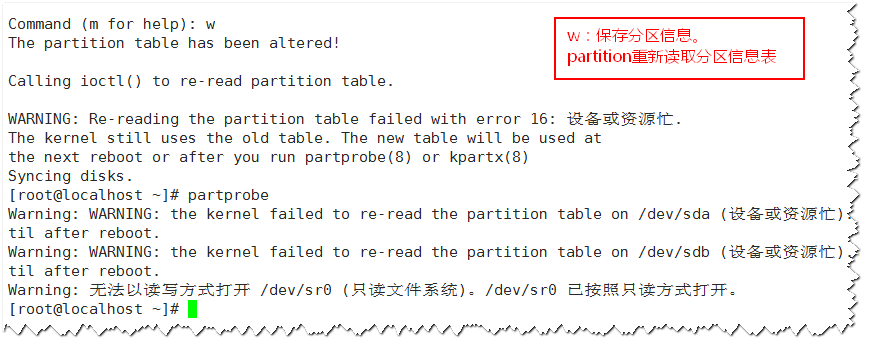 Command (m for help): w
The partition table has been altered!
w：保存分区信息。
partition重新读取分区信息表
Calling ioctl() to re-read partition table.
WARNING: Re-reading the partition table failed with error 16: 设备或资源忙.
The kernel still uses the old table. The new table will be used at
the next reboot or after you run partprobe(8) or kpartx(8)
Syncing disks.
[root@localhost ~]# partprobe
Warning: WARNING: the kernel failed to re-read the partition table on /dev/sda (设备或资源忙).
til after reboot.
Warning: WARNING: the kernel failed to re-read the partition table on /dev/sdb (设备或资源忙).
til after reboot.
Warning: 无法以读写方式打开 /dev/sr0 (只读文件系统)。/dev/sr0 已按照只读方式打开。
[root@localhost ~]#